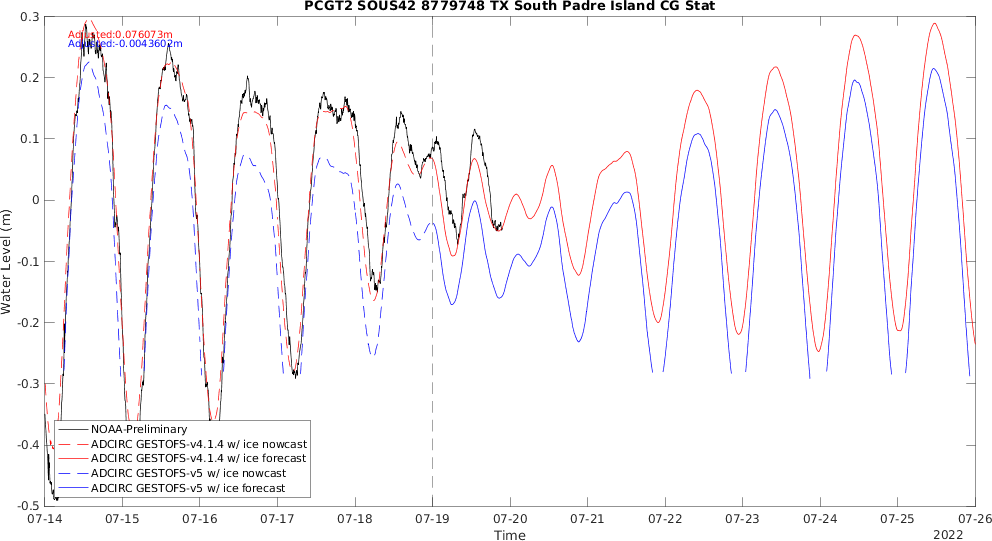 PCGT2 SOUS42 8779748 TX South Padre Island CG Stat
Adjusted:0.076073m
Adjusted:-0.0043602m
0.3
0.2
0.1
0
-0.1
-0.2
-0.3
-0.4
-0.5
Water Level (m)
NOAA-Preliminary
ADCIRC GESTOFS-v4.1.4 w/ ice nowcast
ADCIRC GESTOFS-v4.1.4 w/ ice forecast
ADCIRC GESTOFS-v5 w/ ice nowcast
ADCIRC GESTOFS-v5 w/ ice forecast
07-14 07-15 07-16 07-17 07-18 07-19 07-20 07-21 07-22 07-23 07-24 07-25 07-26
Time
2022